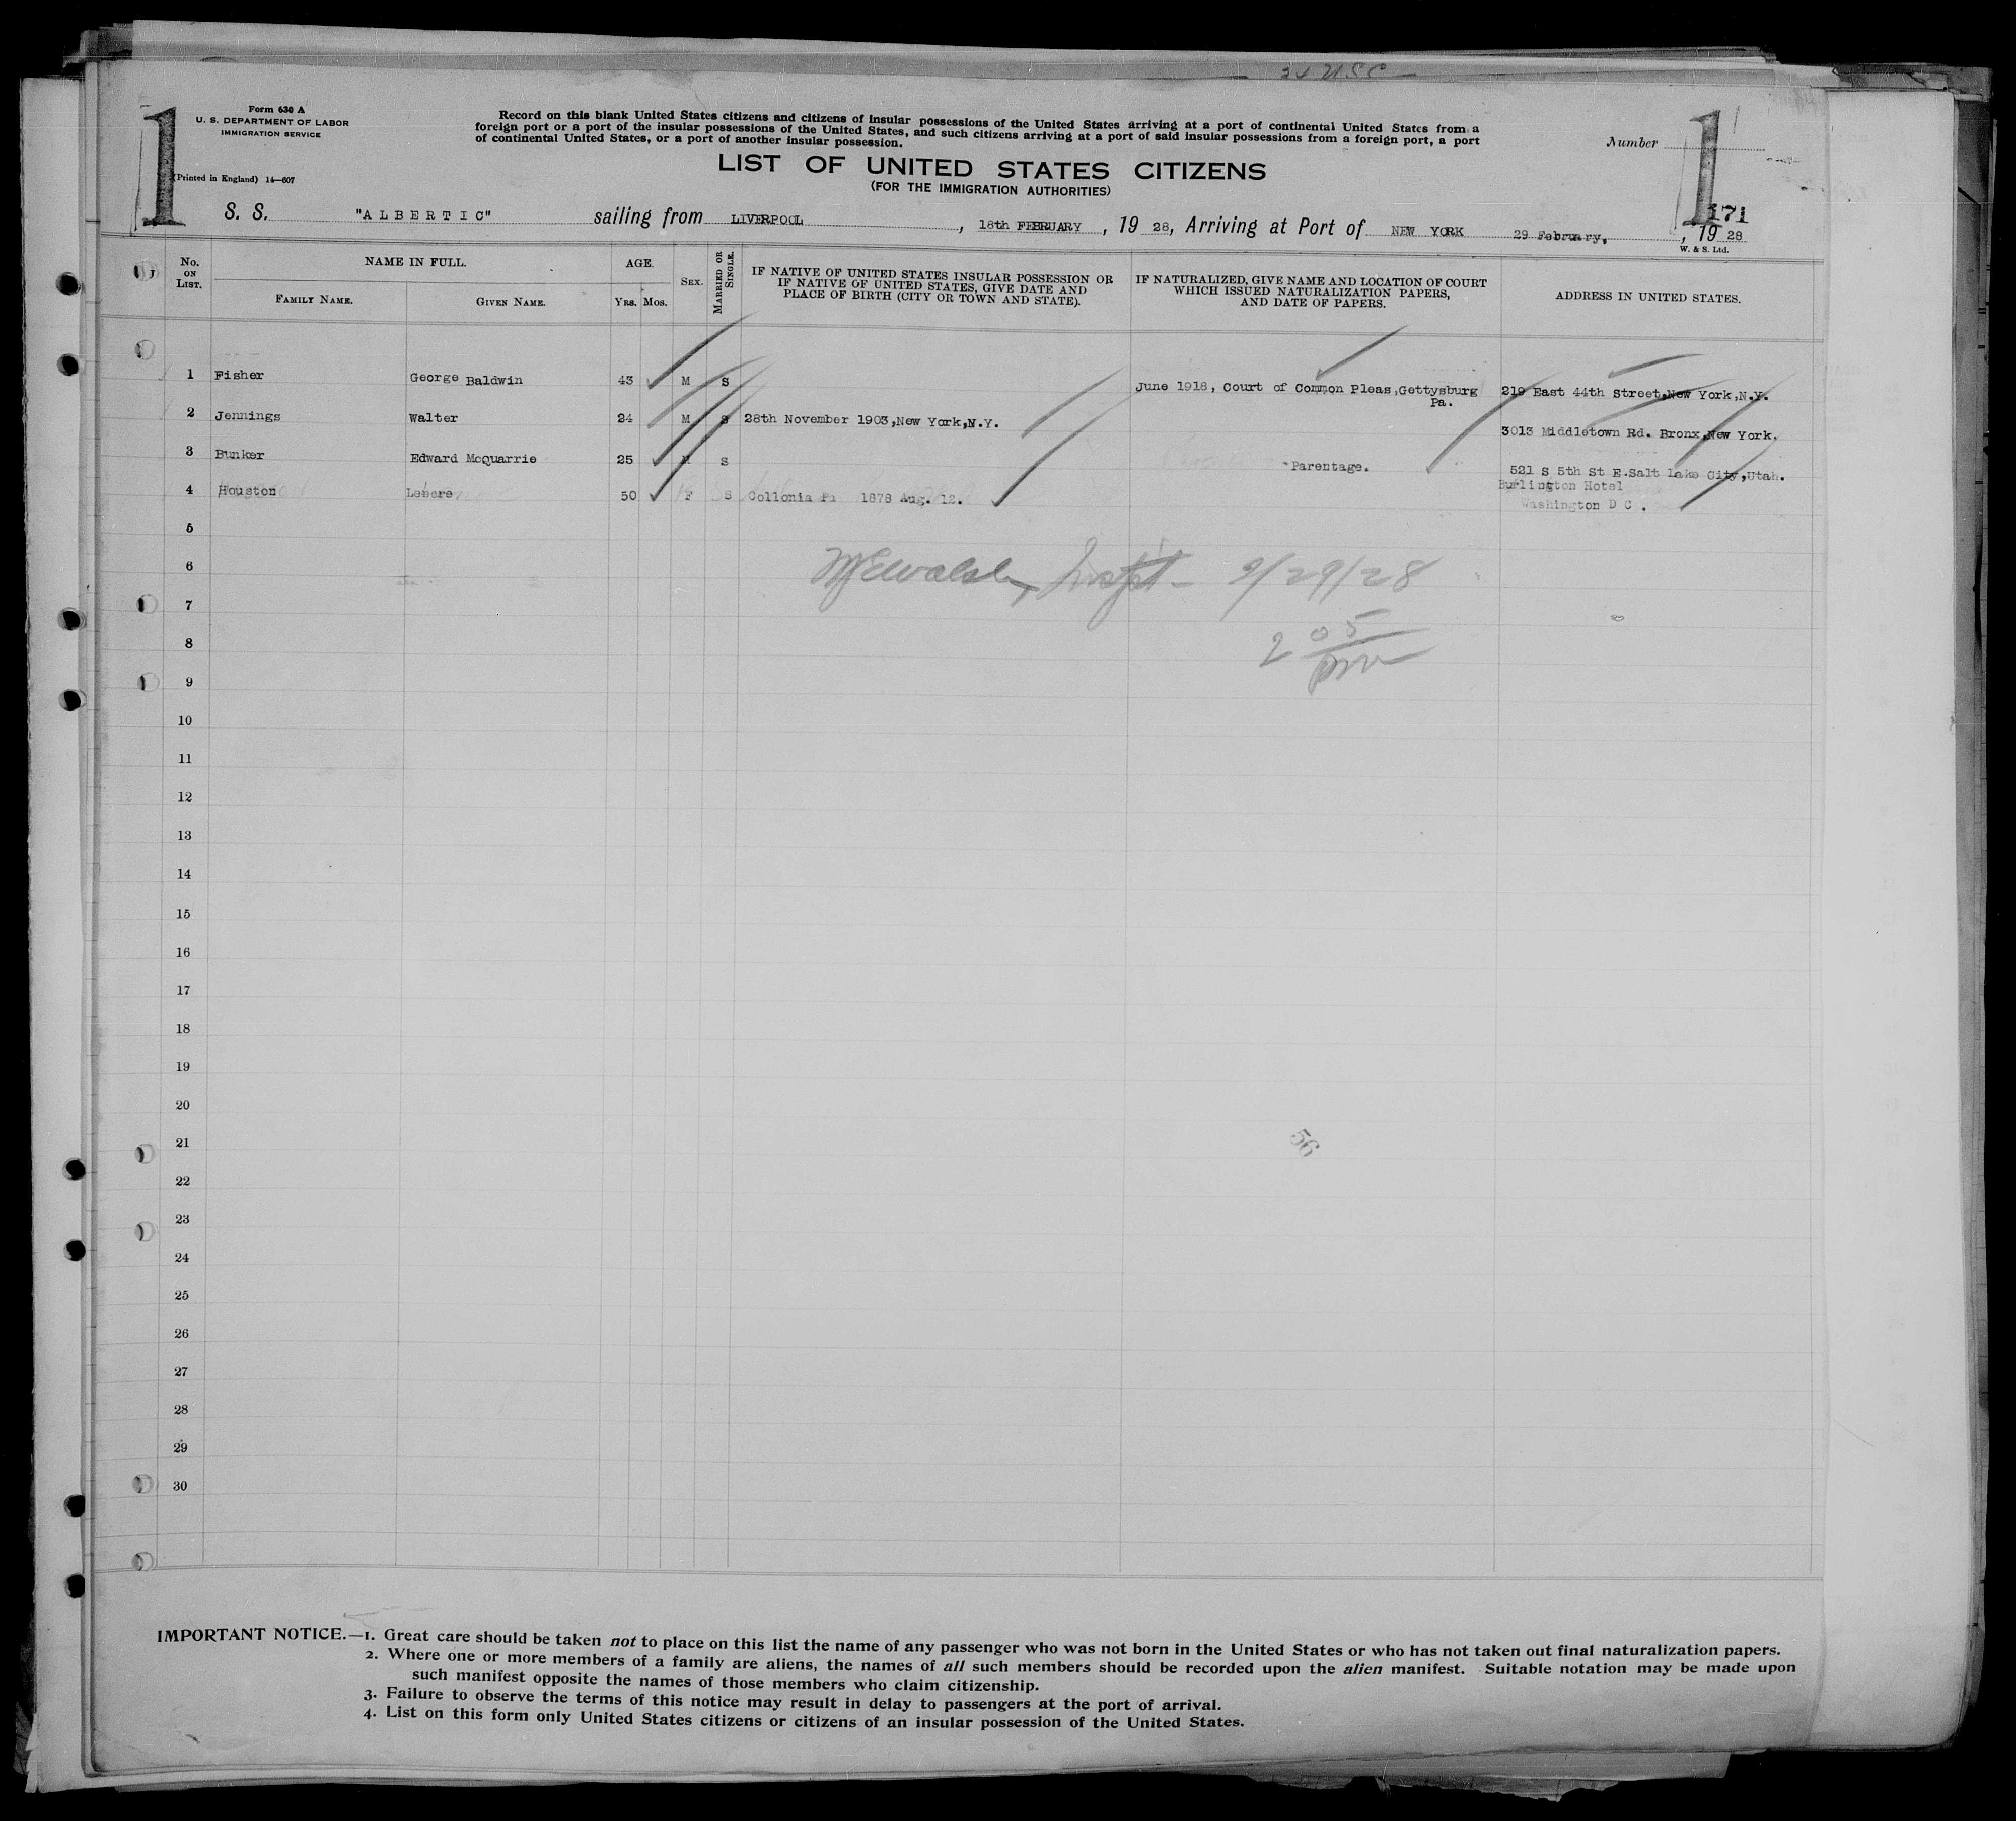 U.S.C
1
Form 630 A
U. S. DEPARTMENT OF LABOR
IMMIGRATION SERVICE
(Printed in England) 14—607
Record on this blank United States citizens and citizens of insular possessions of the United States arriving at a port of continental United States from a
foreign port or a port of the insular possessions of the United States, and such citizens arriving at a port of said insular possessions from a foreign port, a port
of continental United States, or a port of another insular possession.
Number
1
LIST OF UNITED STATES CITIZENS
(FOR THE IMMIGRATION AUTHORITIES)
171
S. S. "ALBERTIC" sailing from LIVERPOOL, 18th FEBRUARY, 19 28, Arriving at Port of NEW YORK 29 February, , 19 28
W. & S. Ltd.
No. ON LIST. NAME IN FULL. FAMILY NAME. GIVEN NAME. AGE. YRS. MOS. SEX. MARRIED OR SINGLE. IF NATIVE OF UNITED STATES INSULAR POSSESSION OR IF NATIVE OF UNITED STATES, GIVE DATE AND PLACE OF BIRTH (CITY OR TOWN AND STATE). IF NATURALIZED, GIVE NAME AND LOCATION OF COURT WHICH ISSUED NATURALIZATION PAPERS, AND DATE OF PAPERS. ADDRESS IN UNITED STATES.
1 Fisher George Baldwin 43 M S June 1918, Court of Common Pleas,Gettysburg Pa. 219 East 44th Street,New York,N.Y.
2 Jennings Walter 24 M S 28th November 1903,New York,N.Y. 3013 Middletown Rd. Bronx,New York.
3 Bunker Edward McQuarrie 25 M S Parentage. 521 S 5th St E.Salt Lake City,Utah.
4 Houston Lenore 50 F S Collonia Pa 1878 Aug. 12. Burlington Hotel
Washington D C .
5
6 Insp't - 2/29/28
7
8 2 05
pm
9
10
11
12
13
14
15
16
17
18
19
20
21 56
22
23
24
25
26
27
28
29
30
IMPORTANT NOTICE.—1. Great care should be taken not to place on this list the name of any passenger who was not born in the United States or who has not taken out final naturalization papers.
2. Where one or more members of a family are aliens, the names of all such members should be recorded upon the alien manifest. Suitable notation may be made upon
such manifest opposite the names of those members who claim citizenship.
3. Failure to observe the terms of this notice may result in delay to passengers at the port of arrival.
4. List on this form only United States citizens or citizens of an insular possession of the United States.